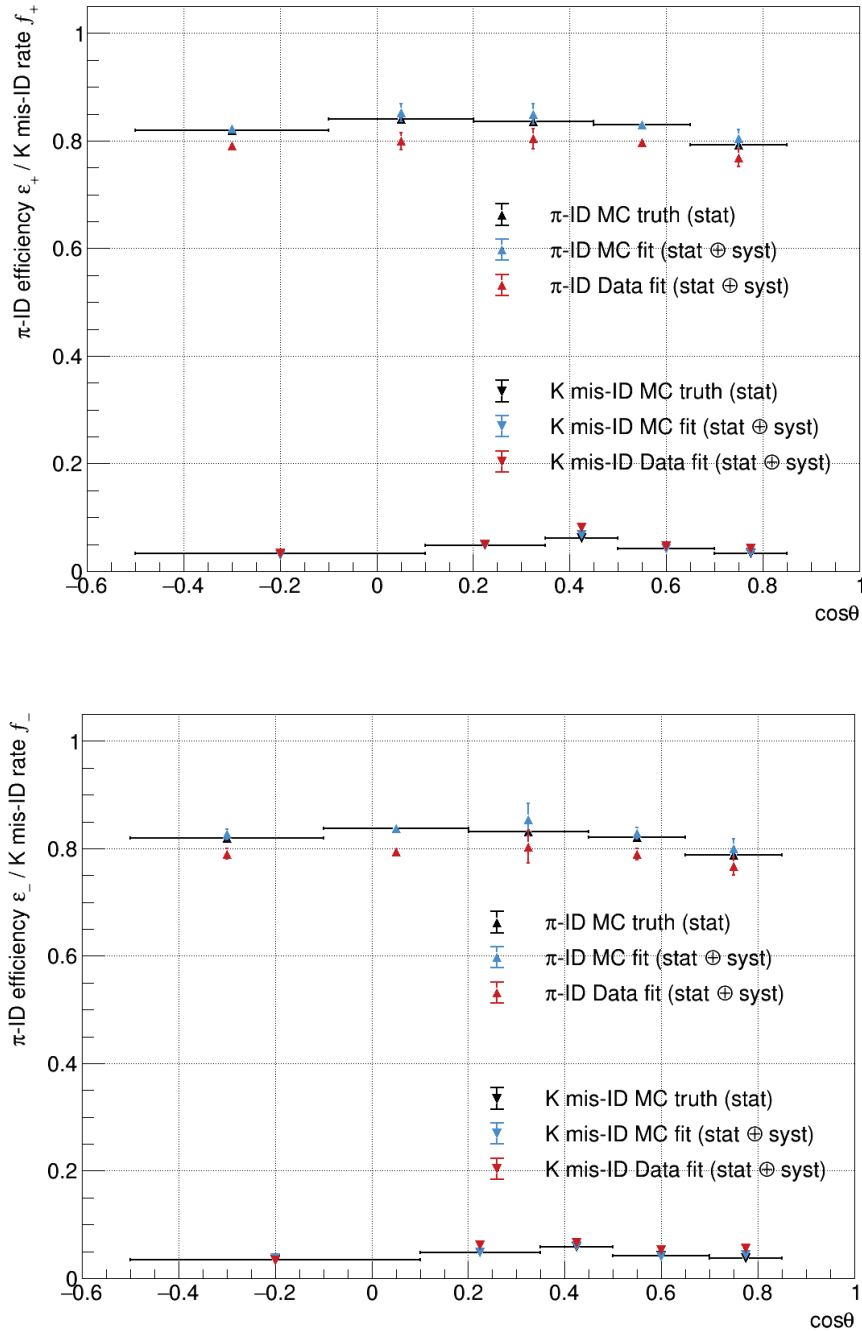 π-ID efficiency ε₊ / K mis-ID rate f₊
1
0.8
0.6
0.4
0.2
0
π-ID MC truth (stat)
π-ID MC fit (stat ⊕ syst)
π-ID Data fit (stat ⊕ syst)
K mis-ID MC truth (stat)
K mis-ID MC fit (stat ⊕ syst)
K mis-ID Data fit (stat ⊕ syst)
−0.6 −0.4 −0.2 0 0.2 0.4 0.6 0.8 1
cosθ
π-ID efficiency ε₋ / K mis-ID rate f₋
1
0.8
0.6
0.4
0.2
0
π-ID MC truth (stat)
π-ID MC fit (stat ⊕ syst)
π-ID Data fit (stat ⊕ syst)
K mis-ID MC truth (stat)
K mis-ID MC fit (stat ⊕ syst)
K mis-ID Data fit (stat ⊕ syst)
−0.6 −0.4 −0.2 0 0.2 0.4 0.6 0.8 1
cosθ